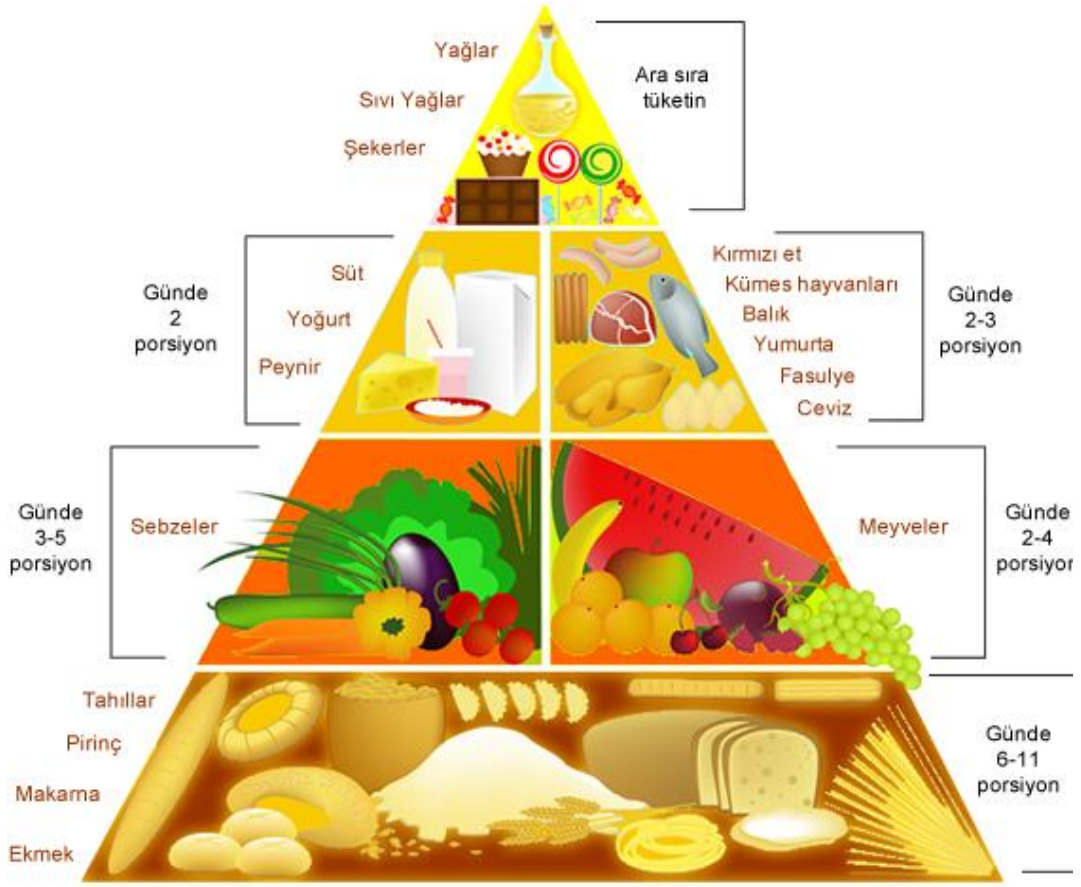 Yağlar
Sıvı Yağlar
Şekerler
Ara sıra
tüketin
Günde
2
porsiyon
Süt
Yoğurt
Peynir
Kırmızı et
Kümes hayvanları
Balık
Yumurta
Fasulye
Ceviz
Günde
2-3
porsiyon
Günde
3-5
porsiyon
Sebzeler
Meyveler
Günde
2-4
porsiyon
Tahıllar
Pirinç
Makarna
Ekmek
Günde
6-11
porsiyon